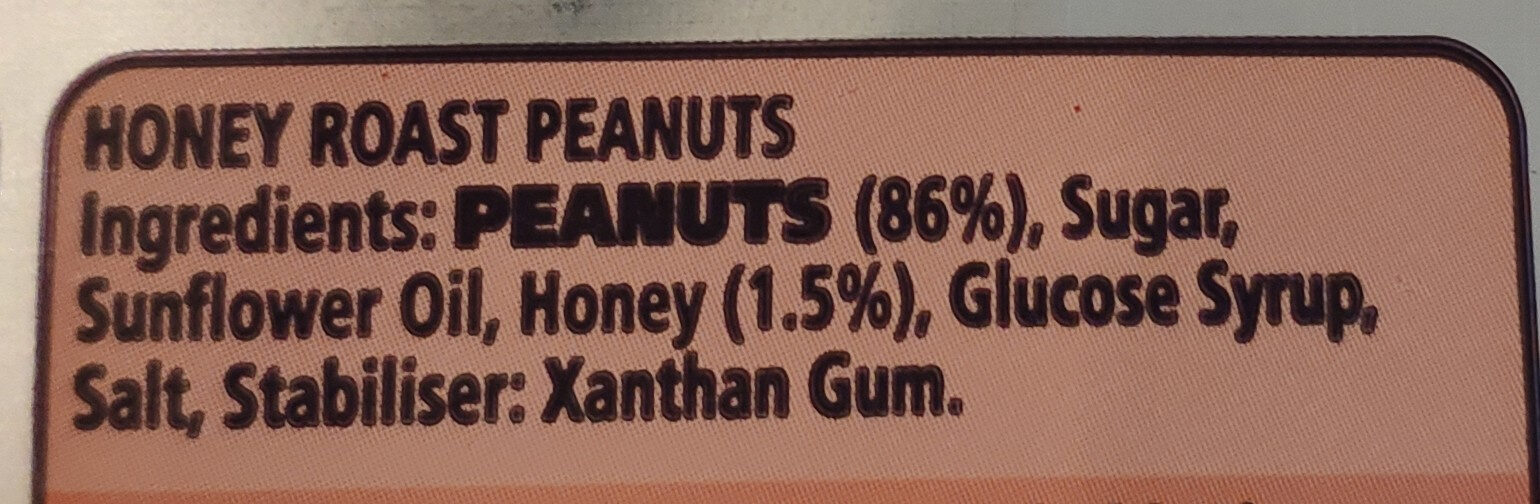 HONEY ROAST PEANUTS
Ingredients: PEANUTS (86%), Sugar,
Sunflower Oil, Honey (1.5%), Glucose Syrup,
Salt, Stabiliser: Xanthan Gum.